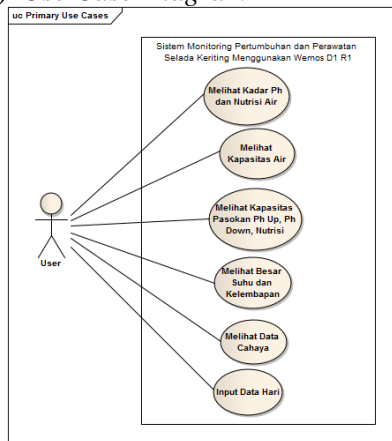 uc Primary Use Cases
Sistem Monitoring Pertumbuhan dan Perawatan
Selada Keriting Menggunakan Wemos D1 R1
Melihat Kadar Ph
dan Nutrisi Air
Melihat
Kapasitas Air
Melihat Kapasitas
Pasokan Ph Up, Ph
Down, Nutrisi
User
Melihat Besar
Suhu dan
Kelembapan
Melihat Data
Cahaya
Input Data Hari